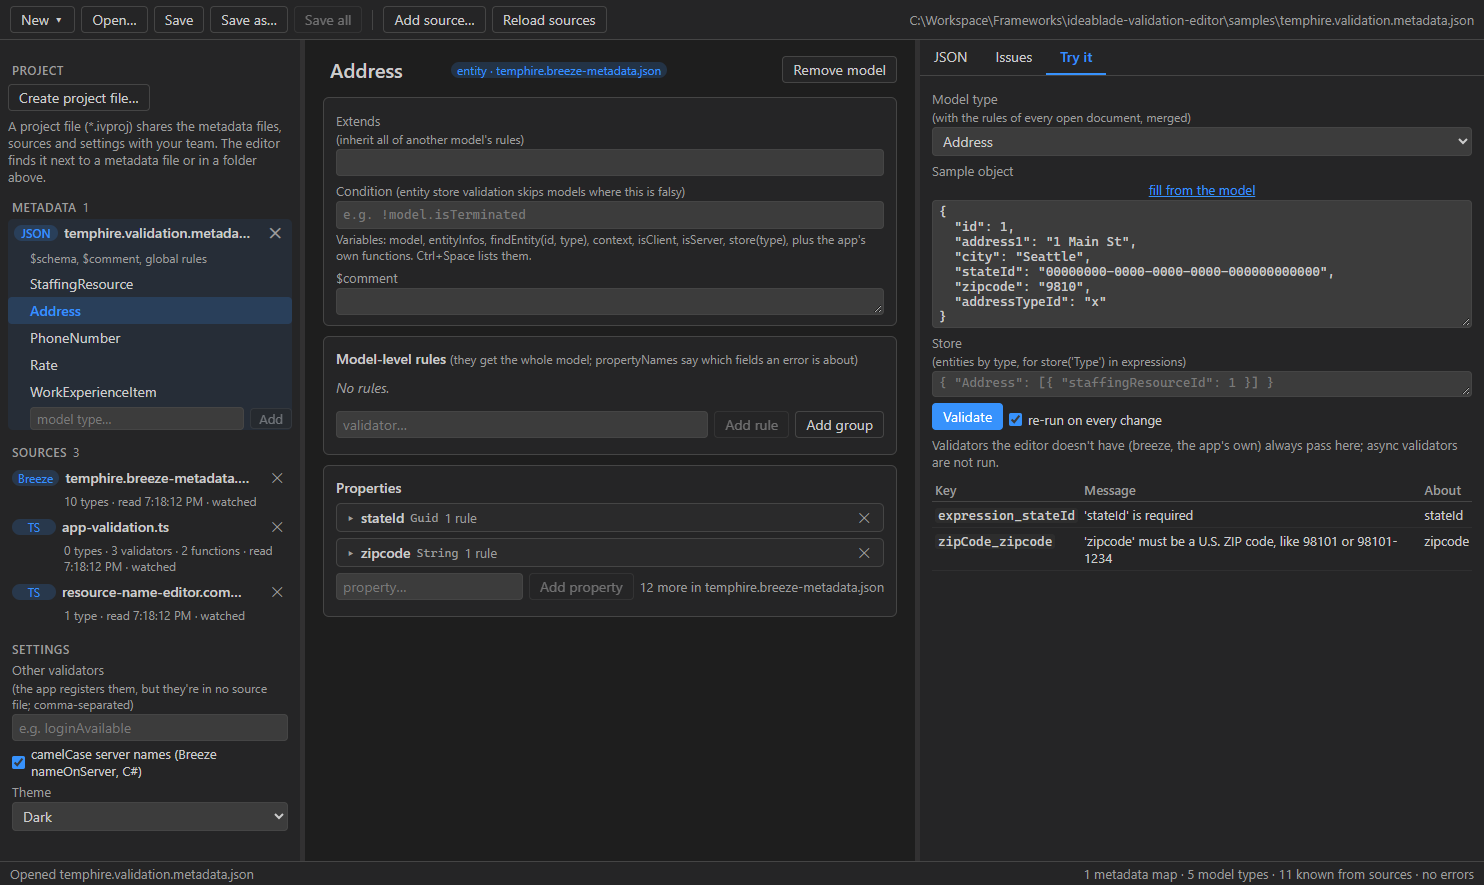 New ▾ Open... Save Save as... Save all Add source... Reload sources C:\Workspace\Frameworks\ideablade-validation-editor\samples\temphire.validation.metadata.json
PROJECT
Create project file...
A project file (*.ivproj) shares the metadata files,
sources and settings with your team. The editor
finds it next to a metadata file or in a folder
above.
METADATA 1
JSON temphire.validation.metada... ✕
$schema, $comment, global rules
StaffingResource
Address
PhoneNumber
Rate
WorkExperienceItem
model type... Add
SOURCES 3
Breeze temphire.breeze-metadata.... ✕
10 types · read 7:18:12 PM · watched
TS app-validation.ts ✕
0 types · 3 validators · 2 functions · read
7:18:12 PM · watched
TS resource-name-editor.com... ✕
1 type · read 7:18:12 PM · watched
SETTINGS
Other validators
(the app registers them, but they're in no source
file; comma-separated)
e.g. loginAvailable
camelCase server names (Breeze
nameOnServer, C#)
Theme
Dark
Address entity · temphire.breeze-metadata.json Remove model
Extends
(inherit all of another model's rules)
Condition (entity store validation skips models where this is falsy)
e.g. !model.isTerminated
Variables: model, entityInfos, findEntity(id, type), context, isClient, isServer, store(type), plus the app's
own functions. Ctrl+Space lists them.
$comment
Model-level rules (they get the whole model; propertyNames say which fields an error is about)
No rules.
validator... Add rule Add group
Properties
▸ stateId Guid 1 rule ✕
▸ zipcode String 1 rule ✕
property... Add property 12 more in temphire.breeze-metadata.json
JSON Issues Try it
Model type
(with the rules of every open document, merged)
Address
Sample object
fill from the model
{
"id": 1,
"address1": "1 Main St",
"city": "Seattle",
"stateId": "00000000-0000-0000-0000-000000000000",
"zipcode": "9810",
"addressTypeId": "x"
}
Store
(entities by type, for store('Type') in expressions)
{ "Address": [{ "staffingResourceId": 1 }] }
Validate re-run on every change
Validators the editor doesn't have (breeze, the app's own) always pass here; async validators
are not run.
Key Message About
expression_stateId 'stateId' is required stateId
zipCode_zipcode 'zipcode' must be a U.S. ZIP code, like 98101 or 98101- zipcode
1234
Opened temphire.validation.metadata.json 1 metadata map · 5 model types · 11 known from sources · no errors